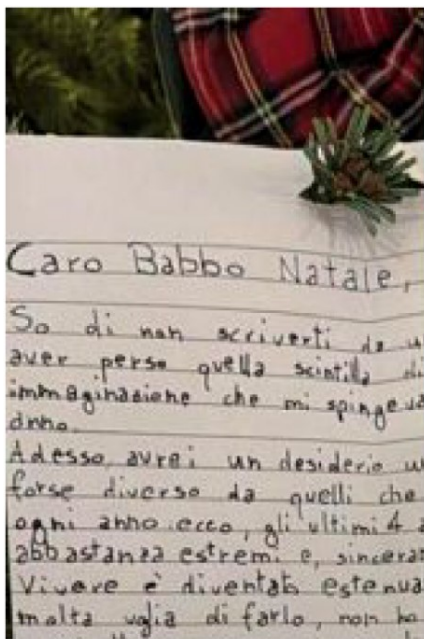 Caro Babbo Natale,
So di non scriverti da u
aver perso quella scintilla di
immaginazione che mi spingeva
anno.
Adesso, avrei un desiderio u
forse diverso da quelli che
ogni anno. ecco, gli ultimi 4 a
abbastanza estremi e, sincera
Vivere è diventato estenua
molta voglia di farlo, non ho